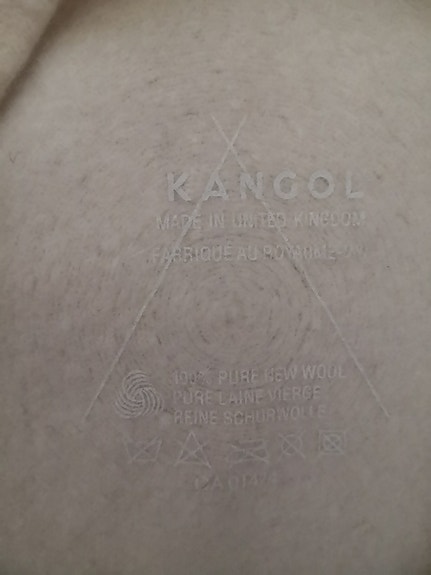 KANGOL
MADE IN UNITED KINGDOM
FABRIQUÉ AU ROYAUME-UNI
100% PURE NEW WOOL
PURE LAINE VIERGE
REINE SCHURWOLLE